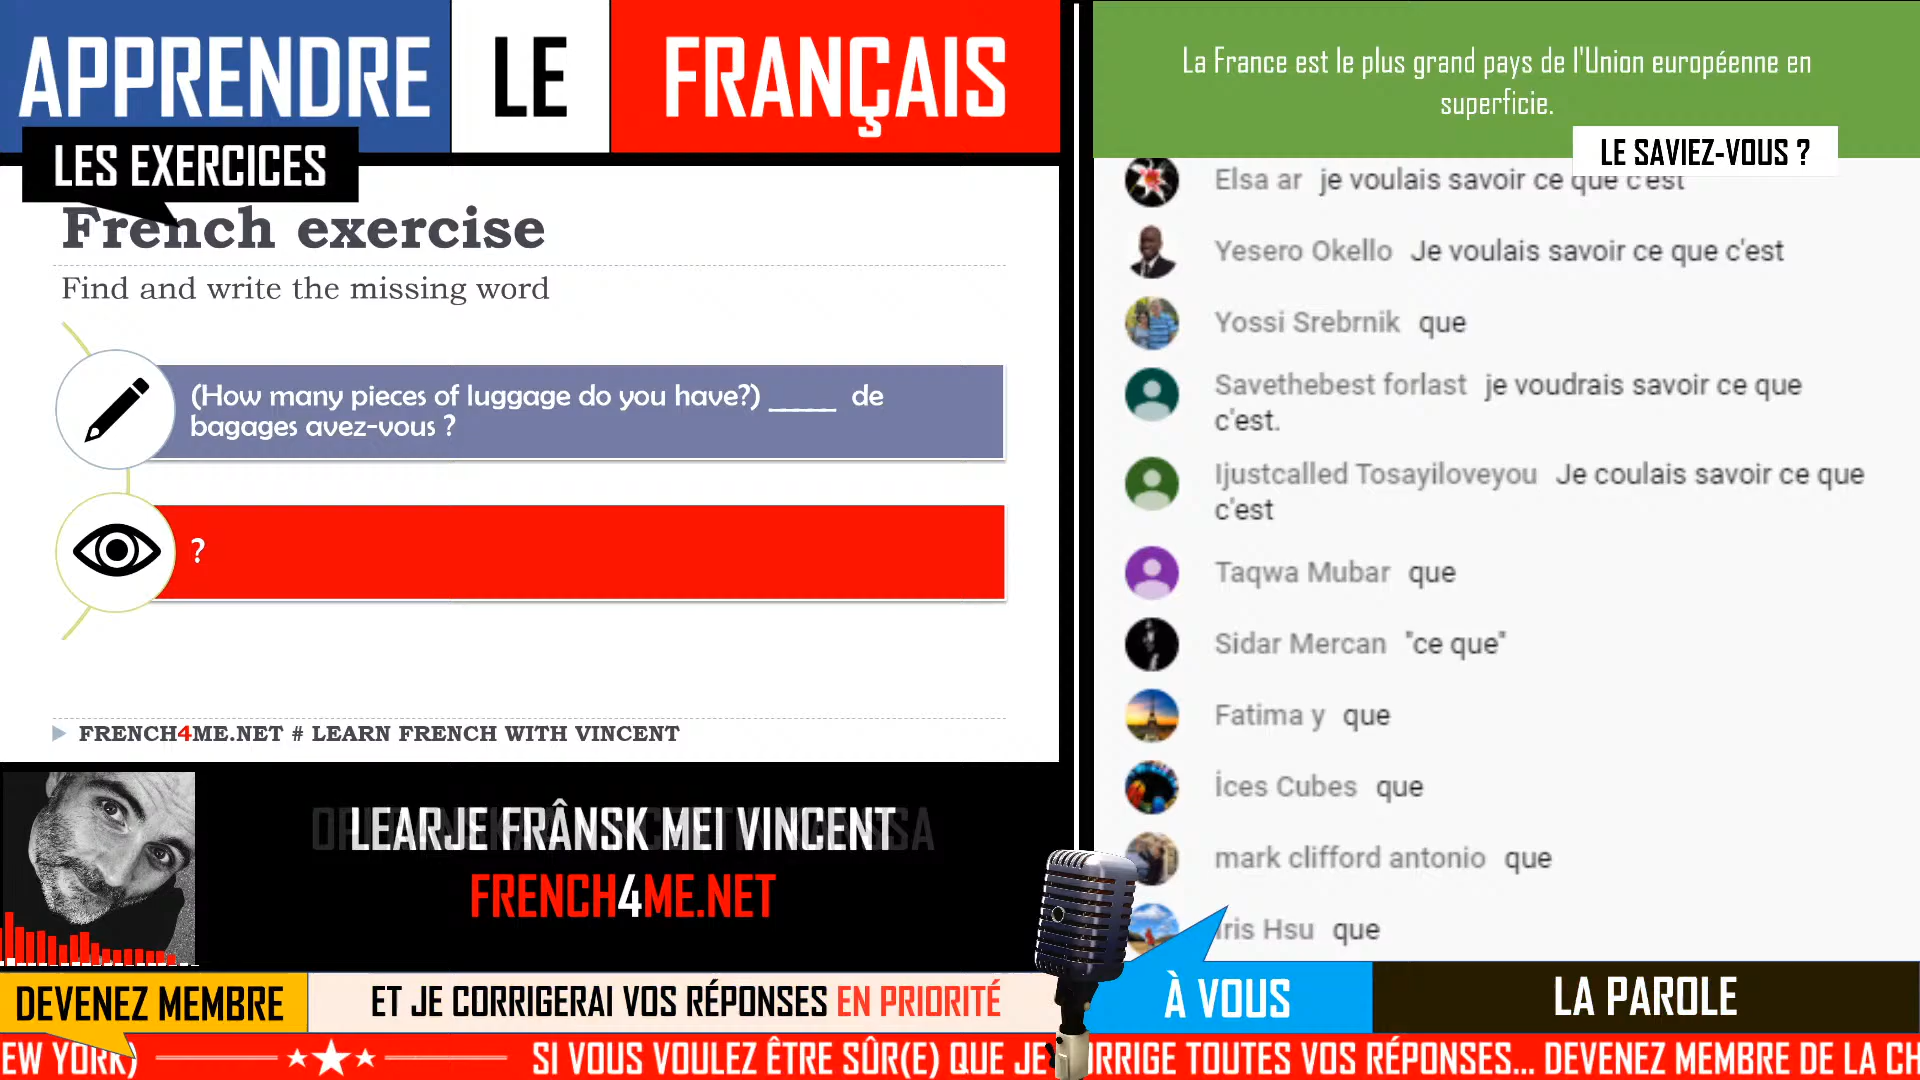 APPRENDRE LE FRANÇAIS
LES EXERCICES
French exercise
Find and write the missing word
(How many pieces of luggage do you have?) _____ de
bagages avez-vous ?
?
FRENCH4ME.NET # LEARN FRENCH WITH VINCENT
LEARJE FRÂNSK MEI VINCENT
FRENCH4ME.NET
DEVENEZ MEMBRE
ET JE CORRIGERAI VOS RÉPONSES EN PRIORITÉ
La France est le plus grand pays de l'Union européenne en
superficie.
LE SAVIEZ-VOUS ?
Elsa ar je voulais savoir ce que c'est
Yesero Okello Je voulais savoir ce que c'est
Yossi Srebrnik que
Savethebest forlast je voudrais savoir ce que
c'est.
Ijustcalled Tosayiloveyou Je coulais savoir ce que
c'est
Taqwa Mubar que
Sidar Mercan "ce que"
Fatima y que
İces Cubes que
mark clifford antonio que
Iris Hsu que
À VOUS
LA PAROLE
EW YORK) SI VOUS VOULEZ ÊTRE SÛR(E) QUE JE ORRIGE TOUTES VOS RÉPONSES... DEVENEZ MEMBRE DE LA CH